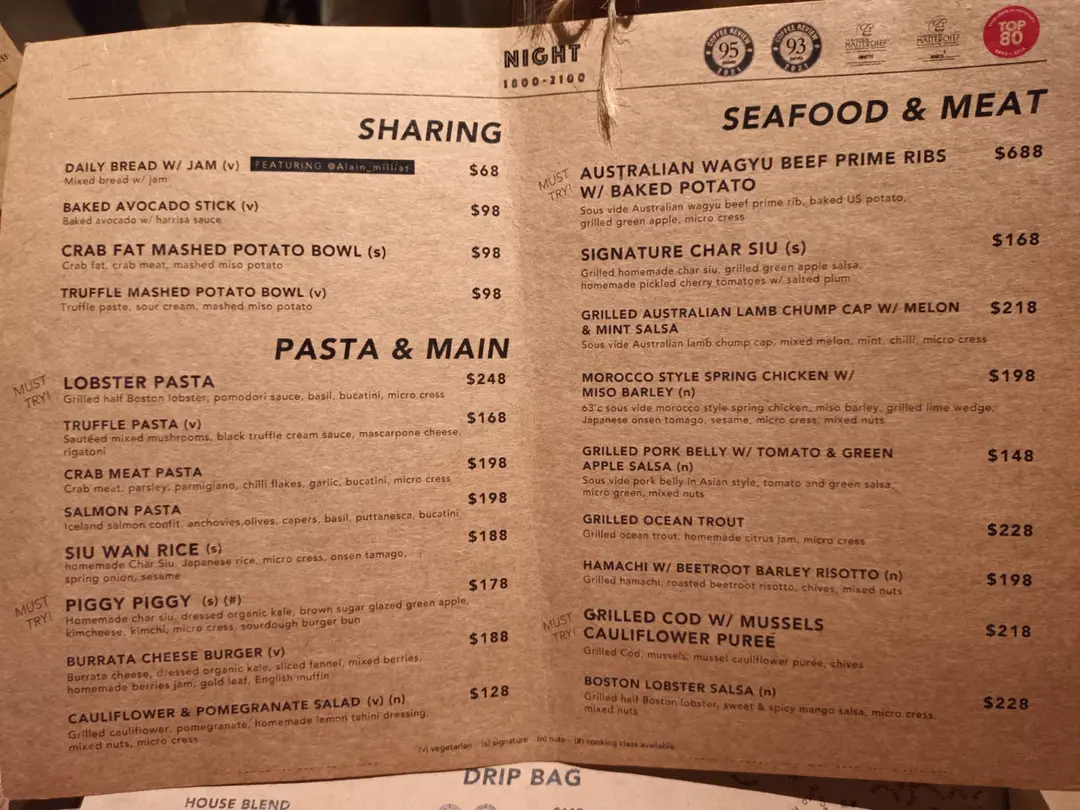 NIGHT
1800-2100
COFFEE REVIEW
95
points
2021
COFFEE REVIEW
93
points
2021
TOP
80
SHARING
DAILY BREAD W/ JAM (v) FEATURING @Alain_milliat $68
Mixed bread w/ jam
BAKED AVOCADO STICK (v) $98
Baked avocado w/ harrisa sauce
CRAB FAT MASHED POTATO BOWL (s) $98
Crab fat, crab meat, mashed miso potato
TRUFFLE MASHED POTATO BOWL (v) $98
Truffle paste, sour cream, mashed miso potato
PASTA & MAIN
MUST
TRY!
LOBSTER PASTA $248
Grilled half Boston lobster, pomodori sauce, basil, bucatini, micro cress
TRUFFLE PASTA (v) $168
Sautéed mixed mushrooms, black truffle cream sauce, mascarpone cheese,
rigatoni
CRAB MEAT PASTA $198
Crab meat, parsley, parmigiano, chilli flakes, garlic, bucatini, micro cress
SALMON PASTA $198
Iceland salmon confit, anchovies,olives, capers, basil, puttanesca, bucatini
SIU WAN RICE (s) $188
homemade Char Siu, Japanese rice, micro cress, onsen tamago,
spring onion, sesame
MUST
TRY!
PIGGY PIGGY (s) (#) $178
Homemade char siu, dressed organic kale, brown sugar glazed green apple,
kimcheese, kimchi, micro cress, sourdough burger bun
BURRATA CHEESE BURGER (v) $188
Burrata cheese, dressed organic kale, sliced fennel, mixed berries,
homemade berries jam, gold leaf, English muffin
CAULIFLOWER & POMEGRANATE SALAD (v) (n) $128
Grilled cauliflower, pomegranate, homemade lemon tahini dressing,
mixed nuts, micro cress
SEAFOOD & MEAT
MUST
TRY!
AUSTRALIAN WAGYU BEEF PRIME RIBS $688
W/ BAKED POTATO
Sous vide Australian wagyu beef prime rib, baked US potato,
grilled green apple, micro cress
SIGNATURE CHAR SIU (s) $168
Grilled homemade char siu, grilled green apple salsa,
homemade pickled cherry tomatoes w/ salted plum
GRILLED AUSTRALIAN LAMB CHUMP CAP W/ MELON $218
& MINT SALSA
Sous vide Australian lamb chump cap, mixed melon, mint, chilli, micro cress
MOROCCO STYLE SPRING CHICKEN W/ $198
MISO BARLEY (n)
63'c sous vide morocco style spring chicken, miso barley, grilled lime wedge,
Japanese onsen tomago, sesame, micro cress, mixed nuts
GRILLED PORK BELLY W/ TOMATO & GREEN $148
APPLE SALSA (n)
Sous vide pork belly in Asian style, tomato and green salsa,
micro green, mixed nuts
GRILLED OCEAN TROUT $228
Grilled ocean trout, homemade citrus jam, micro cress
HAMACHI W/ BEETROOT BARLEY RISOTTO (n) $198
Grilled hamachi, roasted beetroot risotto, chives, mixed nuts
MUST
TRY!
GRILLED COD W/ MUSSELS $218
CAULIFLOWER PUREÉ
Grilled Cod, mussels, mussel cauliflower purée, chives
BOSTON LOBSTER SALSA (n) $228
Grilled half Boston lobster, sweet & spicy mango salsa, micro cress,
mixed nuts
(v) vegetarian (s) signature (n) nuts (#) cooking class available
DRIP BAG
HOUSE BLEND